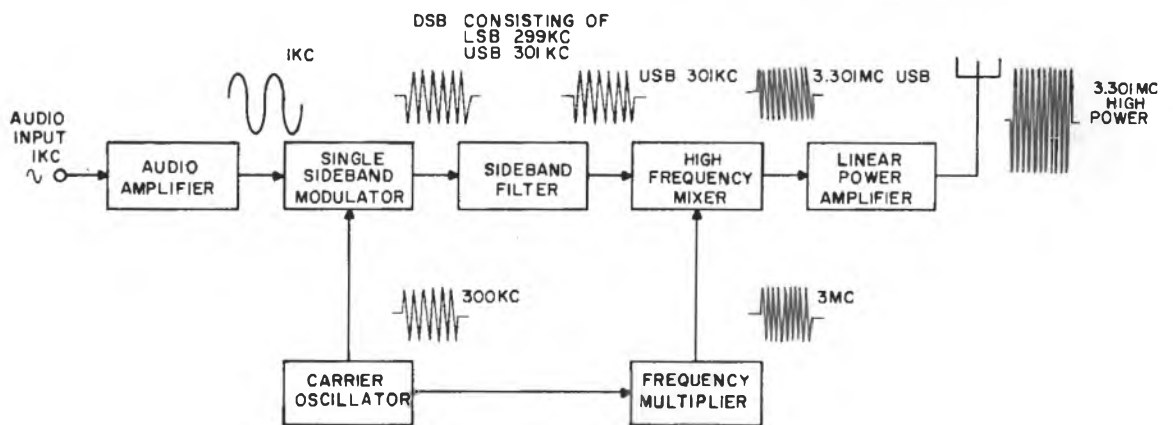 DSB CONSISTING OF
LSB 299KC
USB 301KC
1KC
USB 301KC
3.301MC USB
3.301MC
HIGH
POWER
AUDIO
INPUT
1KC
AUDIO
AMPLIFIER
SINGLE
SIDEBAND
MODULATOR
SIDEBAND
FILTER
HIGH
FREQUENCY
MIXER
LINEAR
POWER
AMPLIFIER
300KC
3MC
CARRIER
OSCILLATOR
FREQUENCY
MULTIPLIER